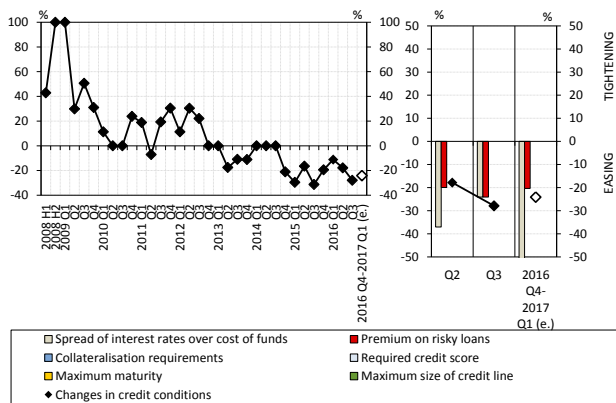 %
%
100
80
60
40
20
0
-20
-40
100
80
60
40
20
0
-20
-40
2008 H1
2008 H2
2009 Q1
Q2
Q3
Q4
2010 Q1
Q2
Q3
Q4
2011 Q1
Q2
Q3
Q4
2012 Q1
Q2
Q3
Q4
2013 Q1
Q2
Q3
Q4
2014 Q1
Q2
Q3
Q4
2015 Q1
Q2
Q3
Q4
2016 Q1
Q2
Q3
2016 Q4-2017 Q1 (e.)
%
%
50
40
30
20
10
0
-10
-20
-30
-40
-50
50
40
30
20
10
0
-10
-20
-30
-40
-50
TIGHTENING
EASING
Q2
Q3
2016
Q4-
2017
Q1 (e.)
Spread of interest rates over cost of funds
Premium on risky loans
Collateralisation requirements
Required credit score
Maximum maturity
Maximum size of credit line
Changes in credit conditions